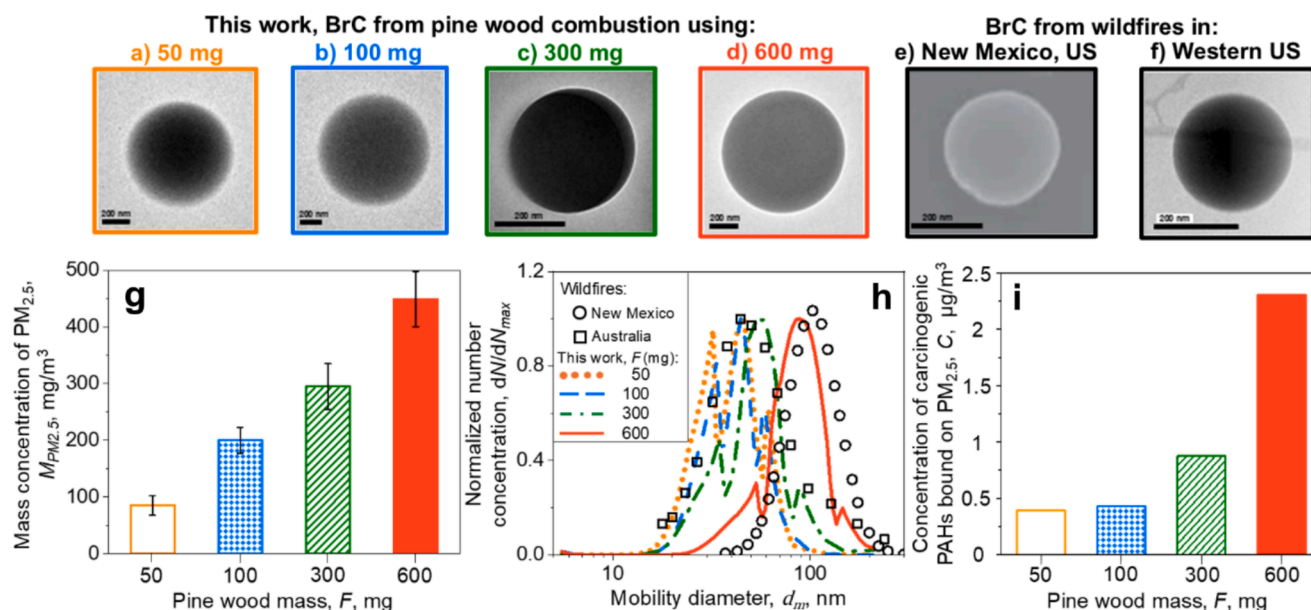 This work, BrC from pine wood combustion using:
BrC from wildfires in:
a) 50 mg
b) 100 mg
c) 300 mg
d) 600 mg
e) New Mexico, US
f) Western US
200 nm
200 nm
200 nm
200 nm
200 nm
200 nm
g
Mass concentration of PM2.5,
MPM2.5, mg/m3
500
400
300
200
100
0
50
100
300
600
Pine wood mass, F, mg
h
Normalized number
concentration, dN/dNmax
1.2
0.8
0.4
0.0
Wildfires:
New Mexico
Australia
This work, F (mg):
50
100
300
600
10
100
Mobility diameter, dm, nm
i
Concentration of carcinogenic
PAHs bound on PM2.5, C, µg/m3
2.5
2
1.5
1
0.5
0
50
100
300
600
Pine wood mass, F, mg